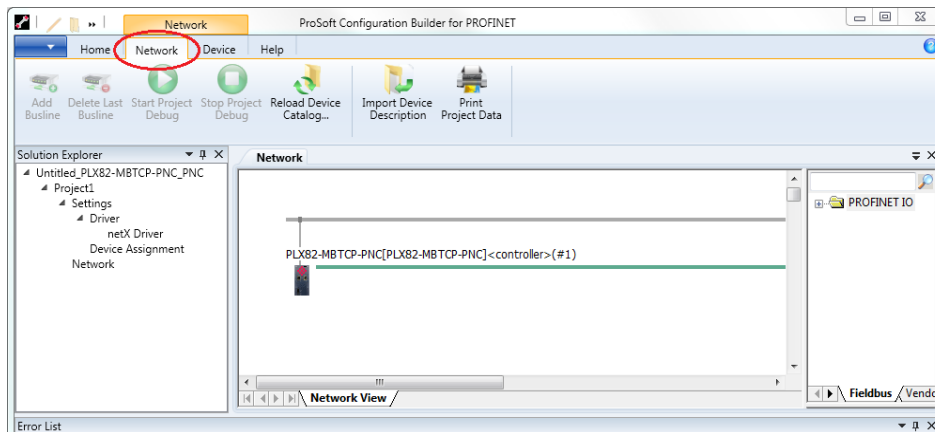 Network
ProSoft Configuration Builder for PROFINET
Home Network Device Help
Add Busline
Delete Last Busline
Start Project Debug
Stop Project Debug
Reload Device Catalog...
Import Device Description
Print Project Data
Solution Explorer
Network
Untitled_PLX82-MBTCP-PNC_PNC
Project1
Settings
Driver
netX Driver
Device Assignment
Network
PLX82-MBTCP-PNC[PLX82-MBTCP-PNC]<controller>(#1)
PROFINET IO
Network View
Fieldbus Vendo
Error List